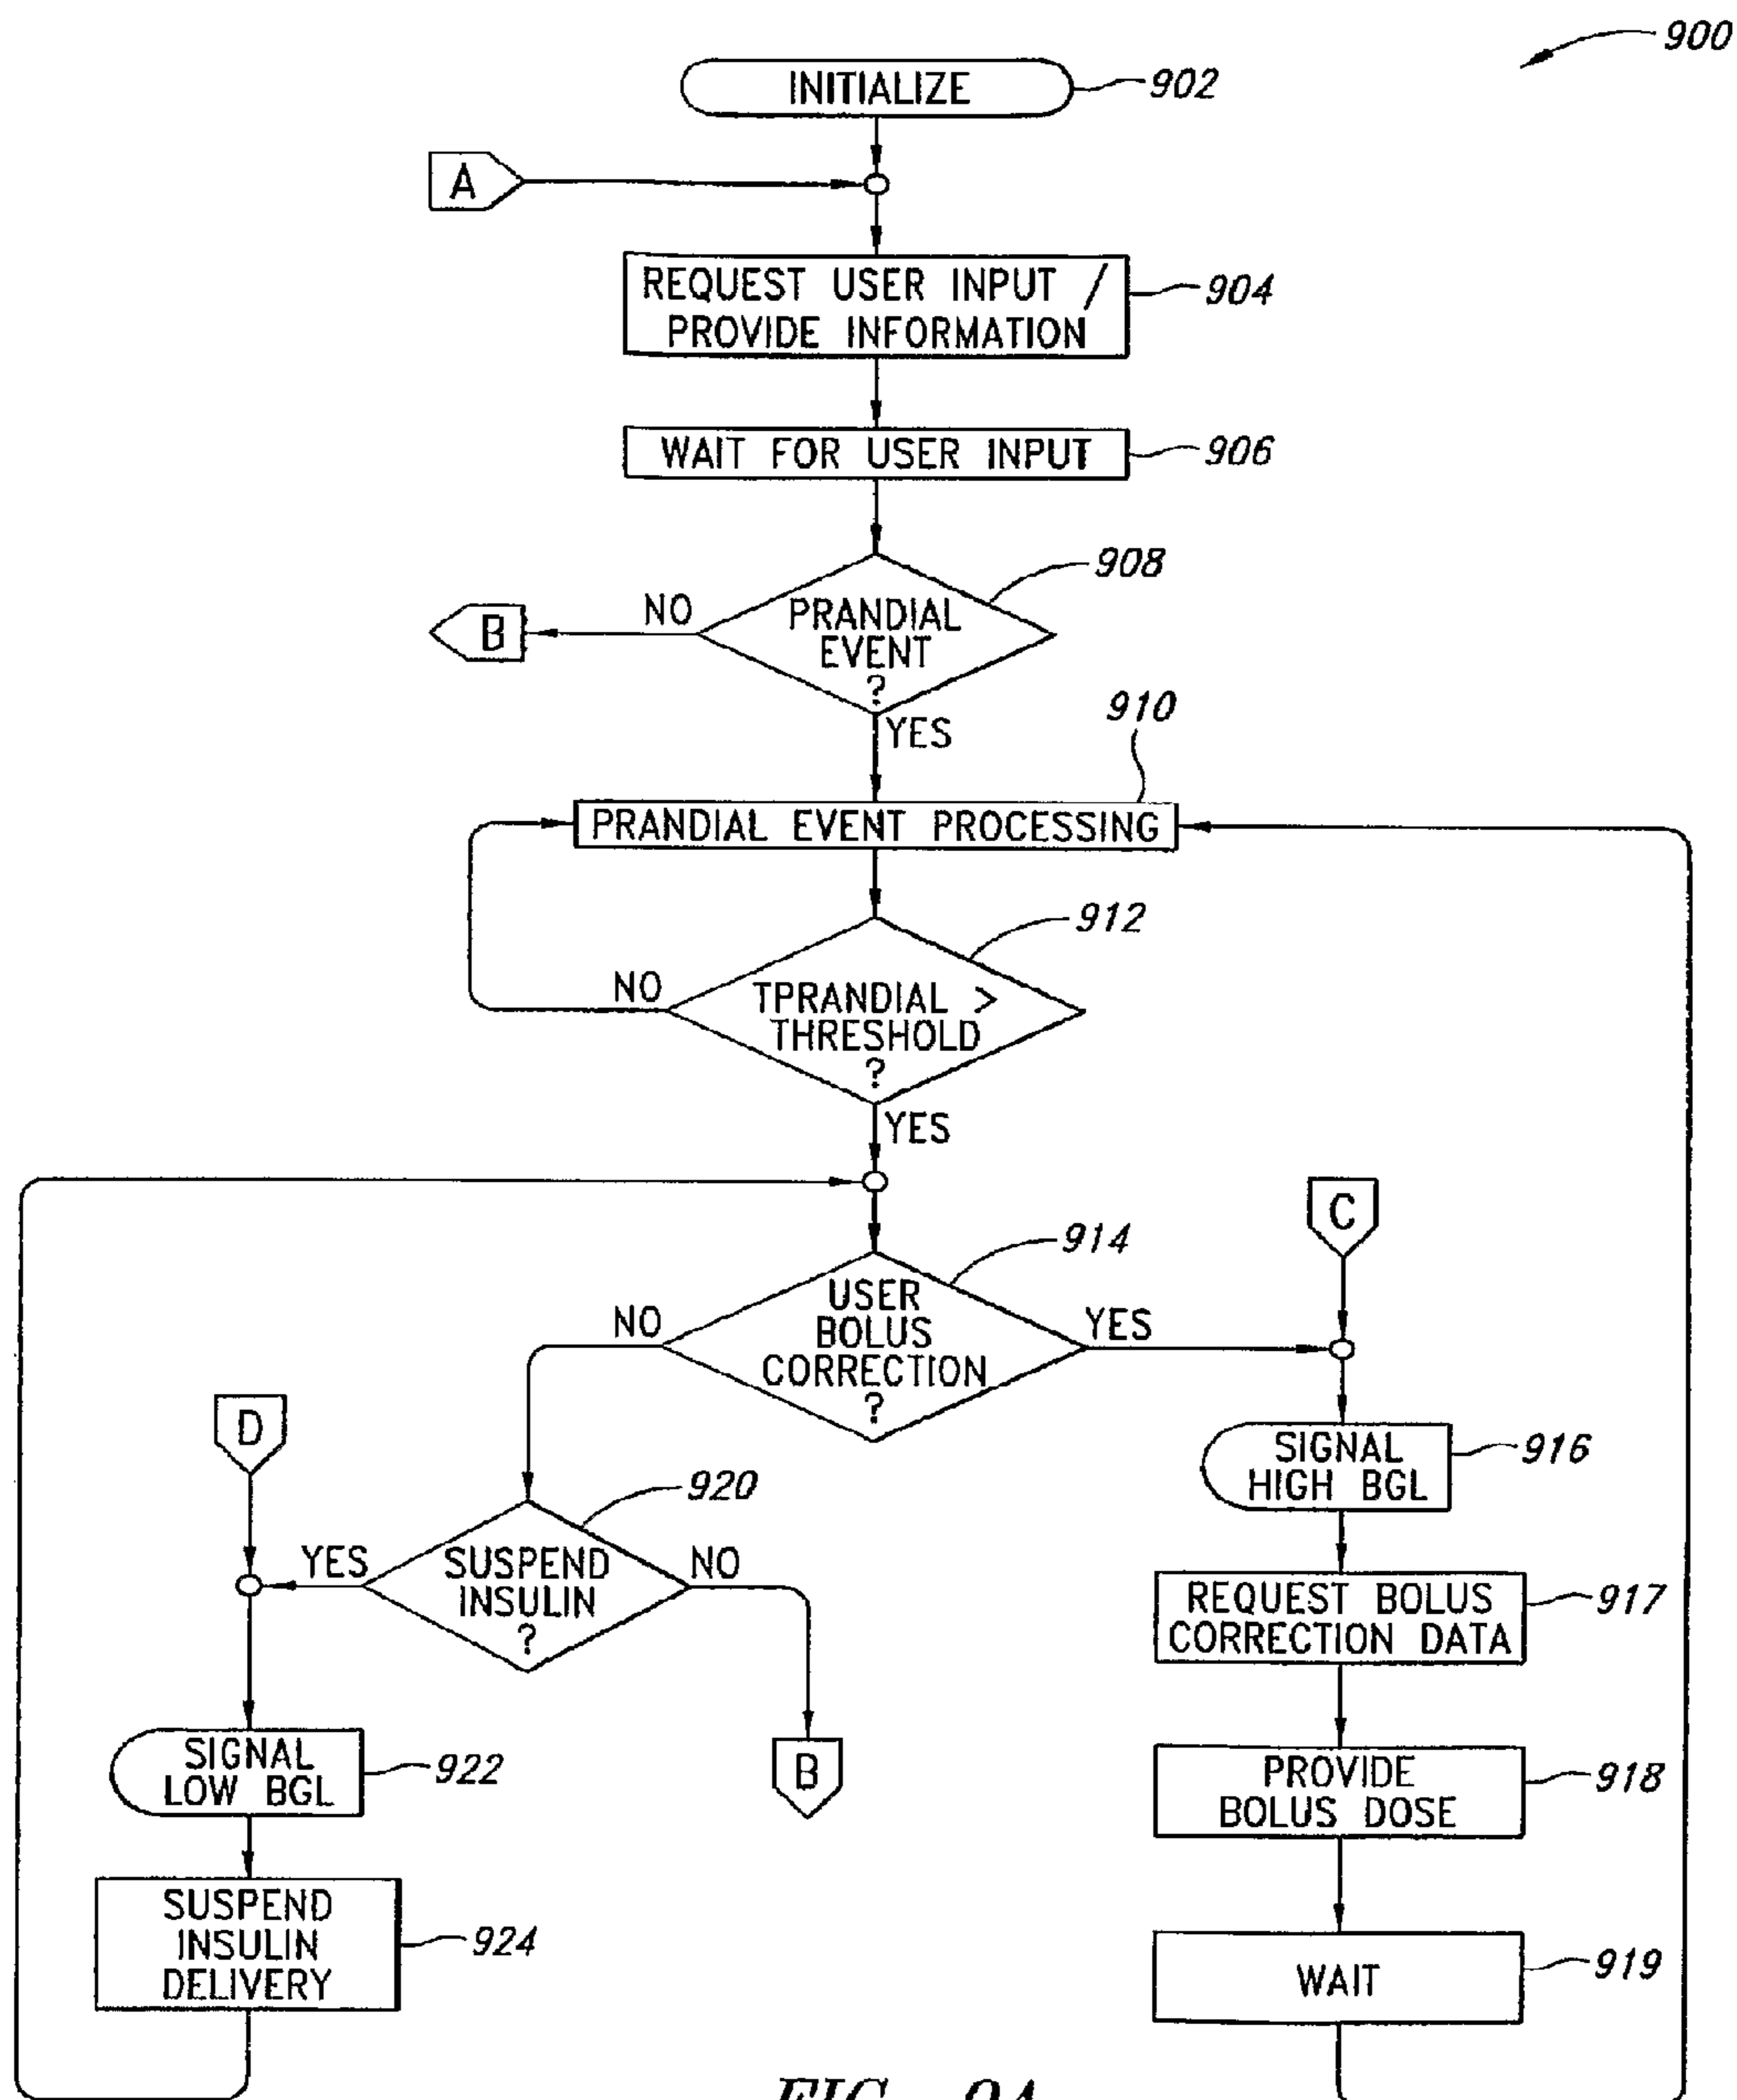 900
INITIALIZE
902
A
REQUEST USER INPUT /
PROVIDE INFORMATION
904
WAIT FOR USER INPUT
906
908
PRANDIAL
EVENT
?
NO
B
YES
910
PRANDIAL EVENT PROCESSING
912
TPRANDIAL >
THRESHOLD
?
NO
YES
C
914
USER
BOLUS
CORRECTION
?
NO
YES
D
SIGNAL
HIGH BGL
916
920
SUSPEND
INSULIN
?
YES
NO
REQUEST BOLUS
CORRECTION DATA
917
SIGNAL
LOW BGL
922
B
PROVIDE
BOLUS DOSE
918
SUSPEND
INSULIN
DELIVERY
924
WAIT
919
FIG. 9A